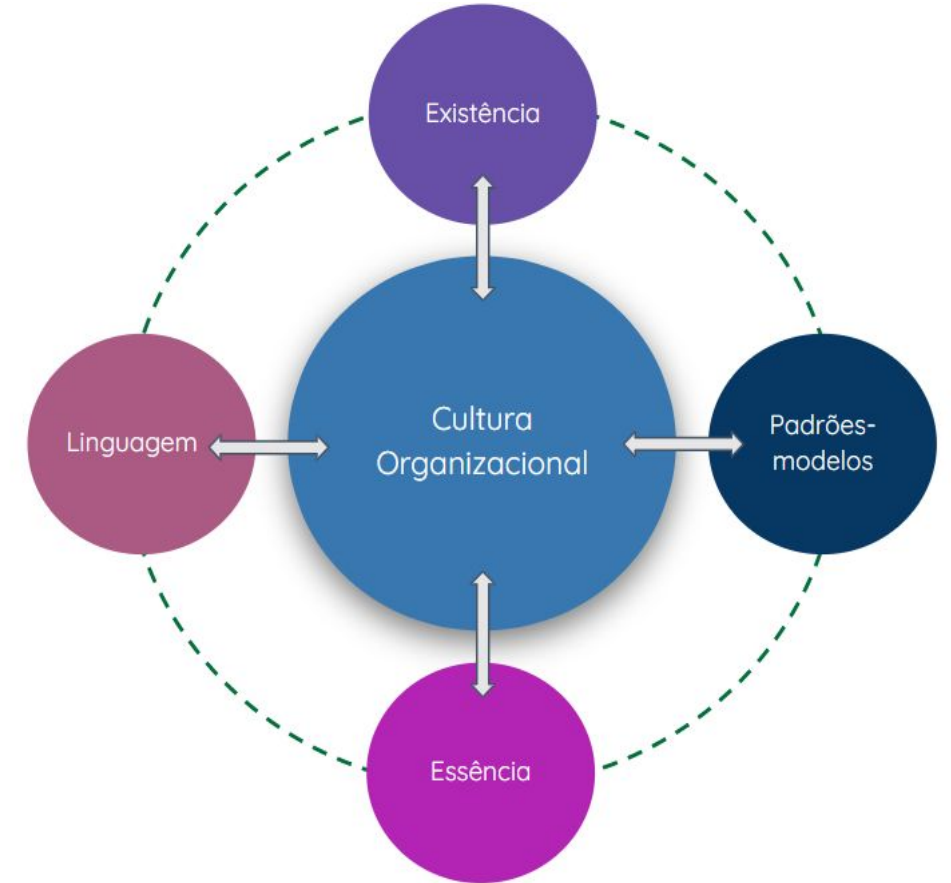 Existência
Linguagem
Cultura
Organizacional
Padrões-
modelos
Essência